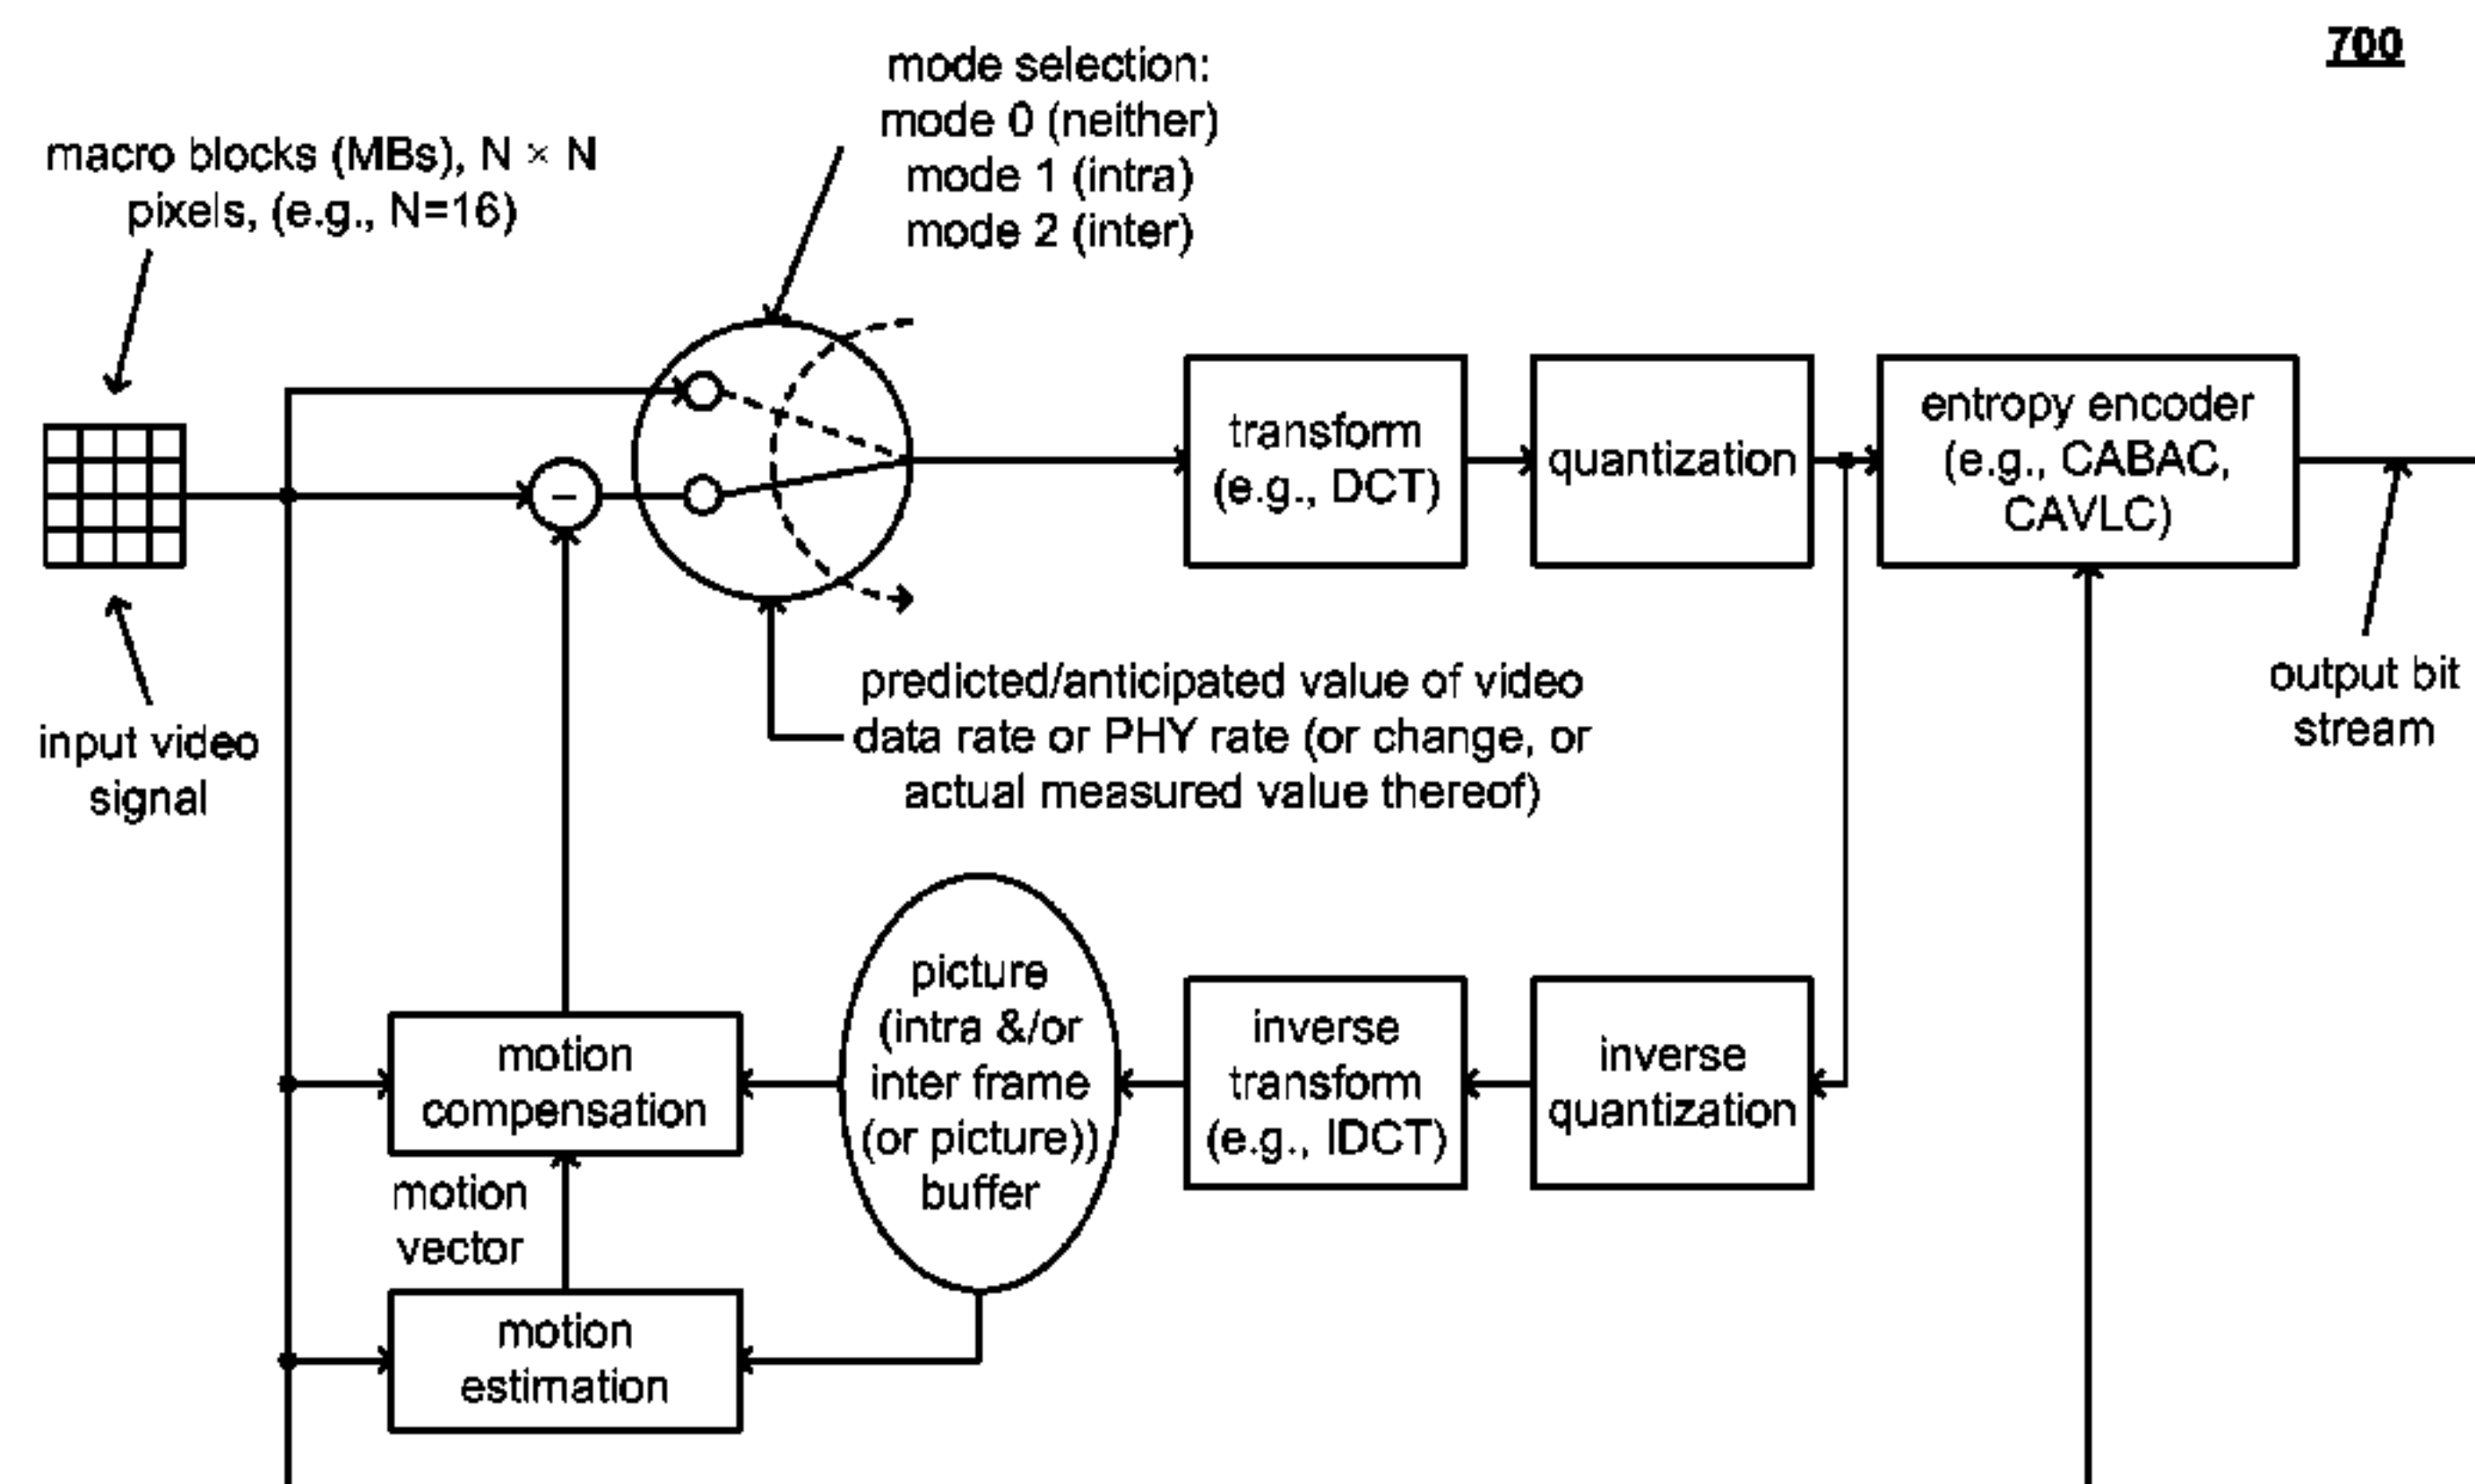 700
mode selection:
mode 0 (neither)
mode 1 (intra)
mode 2 (inter)
macro blocks (MBs), N × N
pixels, (e.g., N=16)
input video
signal
–
transform
(e.g., DCT)
quantization
entropy encoder
(e.g., CABAC,
CAVLC)
output bit
stream
predicted/anticipated value of video
data rate or PHY rate (or change, or
actual measured value thereof)
motion
compensation
picture
(intra &/or
inter frame
(or picture))
buffer
inverse
transform
(e.g., IDCT)
inverse
quantization
motion
vector
motion
estimation